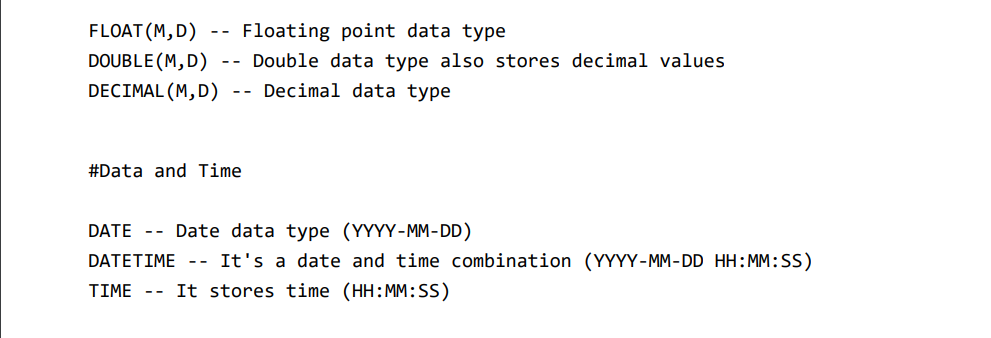 FLOAT(M,D) -- Floating point data type
DOUBLE(M,D) -- Double data type also stores decimal values
DECIMAL(M,D) -- Decimal data type
#Data and Time
DATE -- Date data type (YYYY-MM-DD)
DATETIME -- It's a date and time combination (YYYY-MM-DD HH:MM:SS)
TIME -- It stores time (HH:MM:SS)